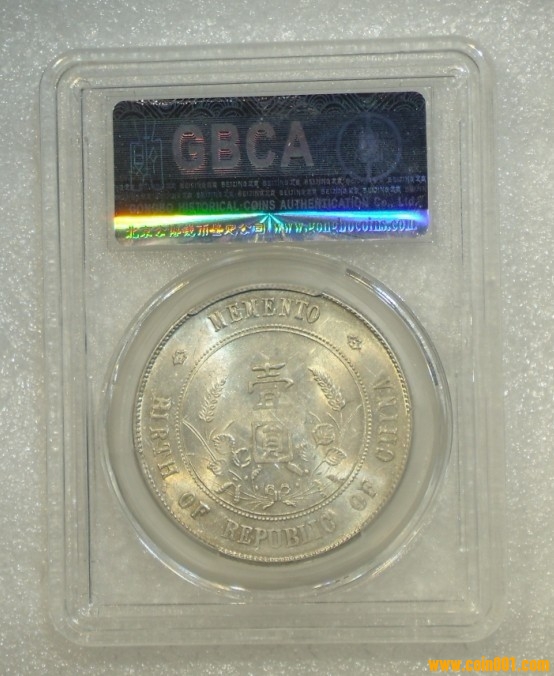 GBCA
GONGBO HISTORICAL-COINS AUTHENTICATION Co., Ltd.
www.gongbocoins.com
MEMENTO
壹圓
BIRTH OF REPUBLIC OF CHINA
www.coin001.com